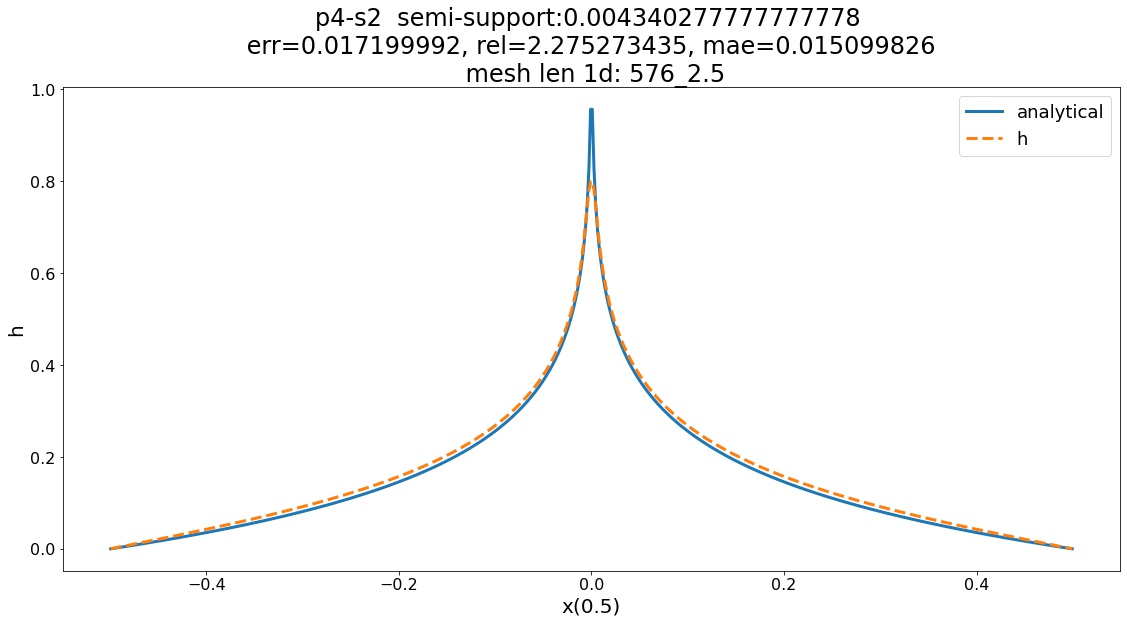 p4-s2  semi-support:0.004340277777777778
err=0.017199992, rel=2.275273435, mae=0.015099826
mesh len 1d: 576_2.5
analytical
h
h
1.0
0.8
0.6
0.4
0.2
0.0
−0.4
−0.2
0.0
0.2
0.4
x(0.5)